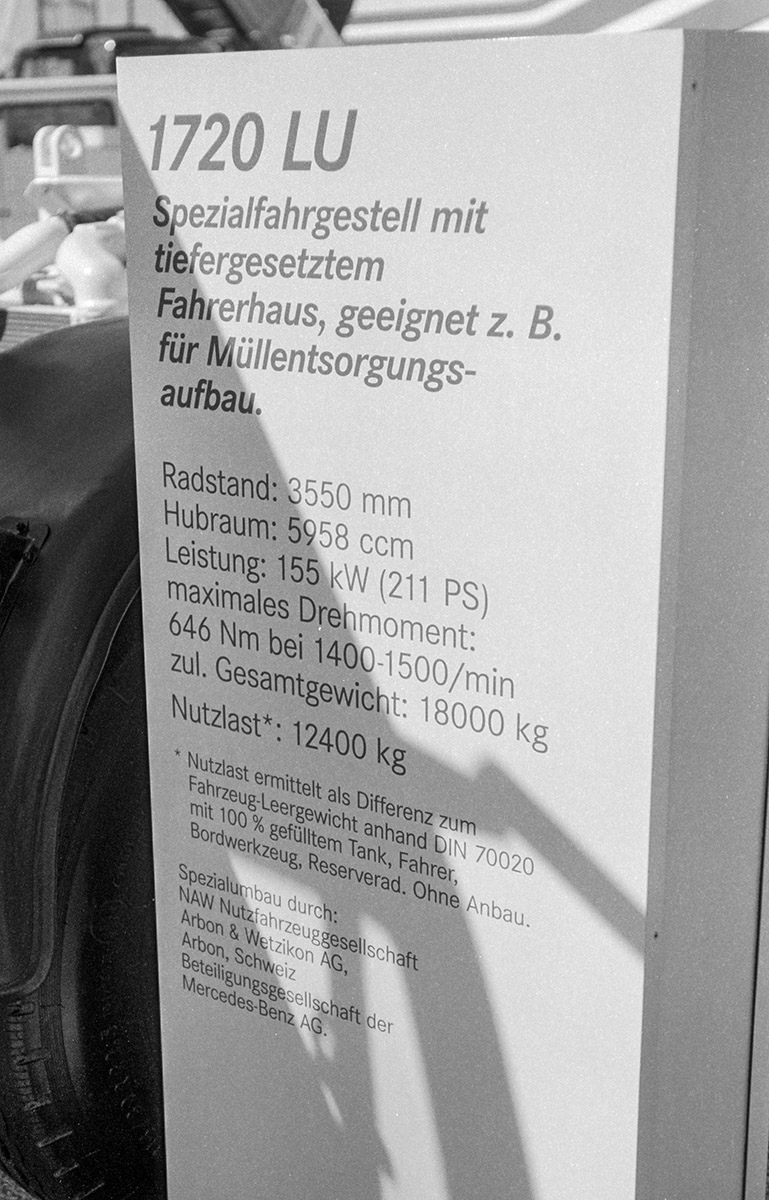 1720 LU
Spezialfahrgestell mit
tiefergesetztem
Fahrerhaus, geeignet z. B.
für Müllentsorgungs-
aufbau.
Radstand: 3550 mm
Hubraum: 5958 ccm
Leistung: 155 kW (211 PS)
maximales Drehmoment:
646 Nm bei 1400-1500/min
zul. Gesamtgewicht: 18000 kg
Nutzlast*: 12400 kg
* Nutzlast ermittelt als Differenz zum
Fahrzeug-Leergewicht anhand DIN 70020
mit 100 % gefülltem Tank, Fahrer,
Bordwerkzeug, Reserverad. Ohne Anbau.
Spezialumbau durch:
NAW Nutzfahrzeuggesellschaft
Arbon & Wetzikon AG,
Arbon, Schweiz
Beteiligungsgesellschaft der
Mercedes-Benz AG.